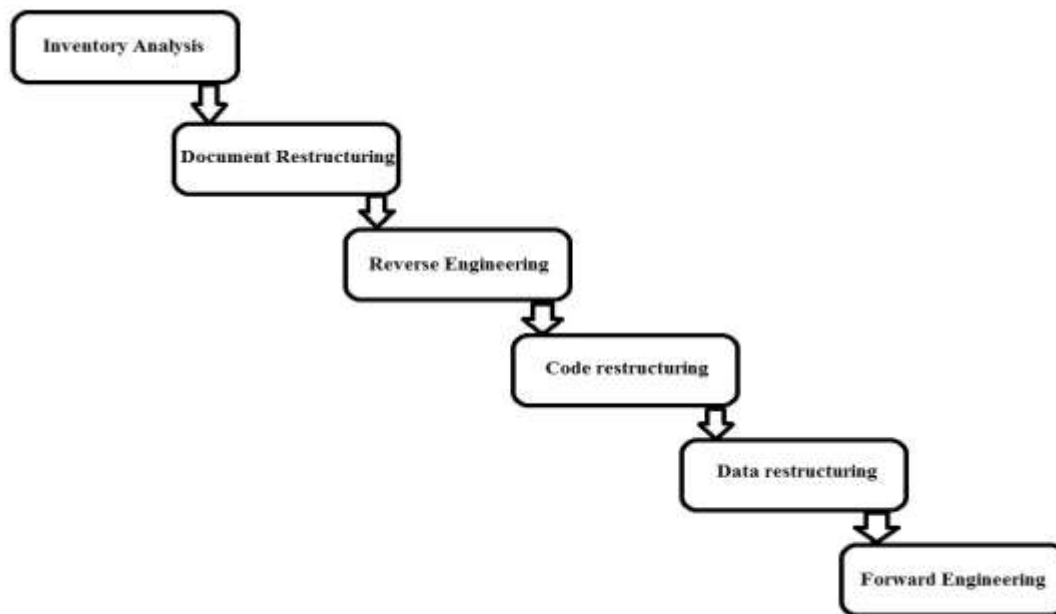 Inventory Analysis
Document Restructuring
Reverse Engineering
Code restructuring
Data restructuring
Forward Engineering